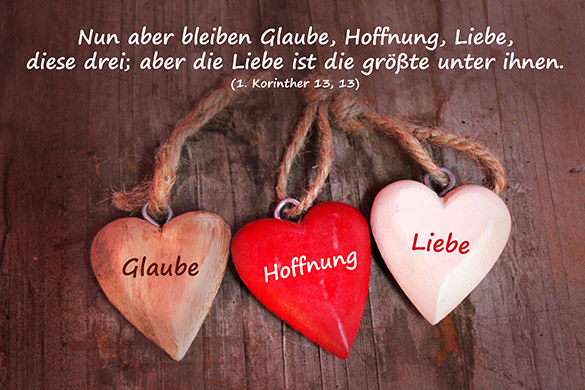 Nun aber bleiben Glaube, Hoffnung, Liebe,
diese drei; aber die Liebe ist die größte unter ihnen.
(1. Korinther 13, 13)
Glaube
Hoffnung
Liebe